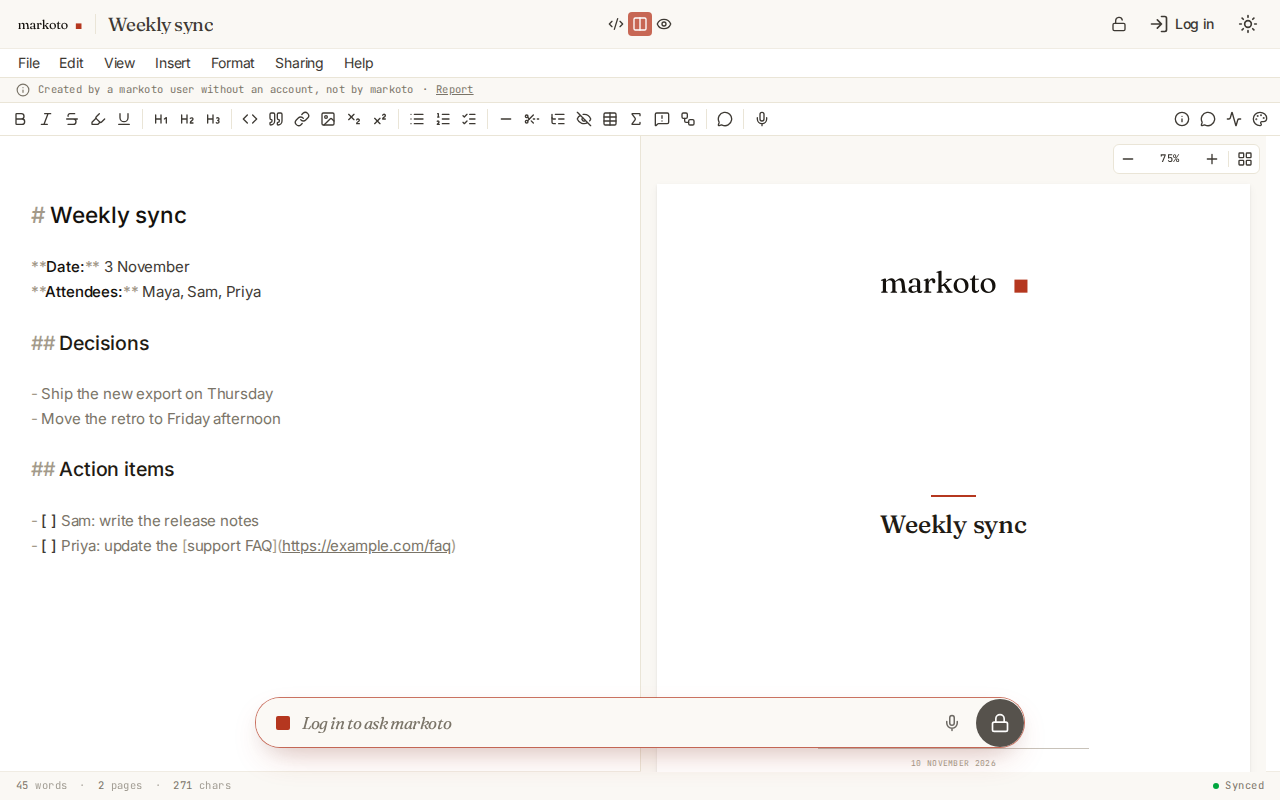 markoto
Weekly sync
Log in
File Edit View Insert Format Sharing Help
Created by a markoto user without an account, not by markoto · Report
H1 H2 H3
75%
# Weekly sync
**Date:** 3 November
**Attendees:** Maya, Sam, Priya
## Decisions
- Ship the new export on Thursday
- Move the retro to Friday afternoon
## Action items
- [ ] Sam: write the release notes
- [ ] Priya: update the [support FAQ](https://example.com/faq)
markoto
Weekly sync
Log in to ask markoto
10 NOVEMBER 2026
45 words · 2 pages · 271 chars
Synced